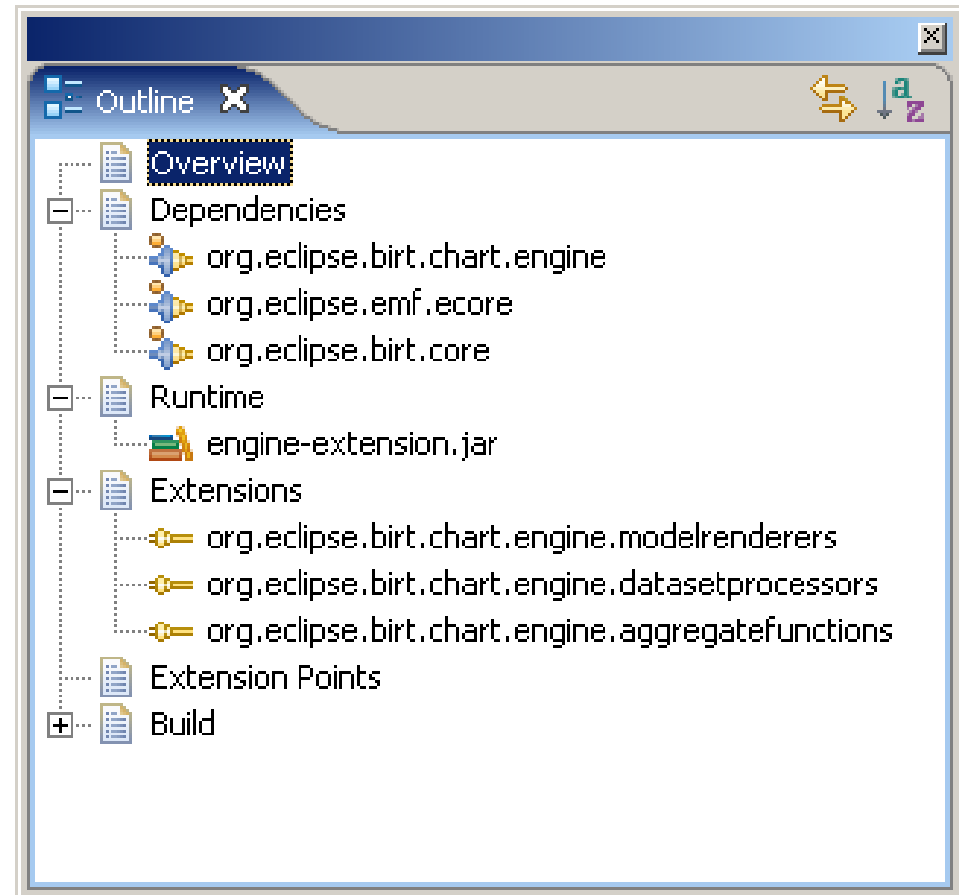 Outline
Overview
Dependencies
org.eclipse.birt.chart.engine
org.eclipse.emf.ecore
org.eclipse.birt.core
Runtime
engine-extension.jar
Extensions
org.eclipse.birt.chart.engine.modelrenderers
org.eclipse.birt.chart.engine.datasetprocessors
org.eclipse.birt.chart.engine.aggregatefunctions
Extension Points
Build